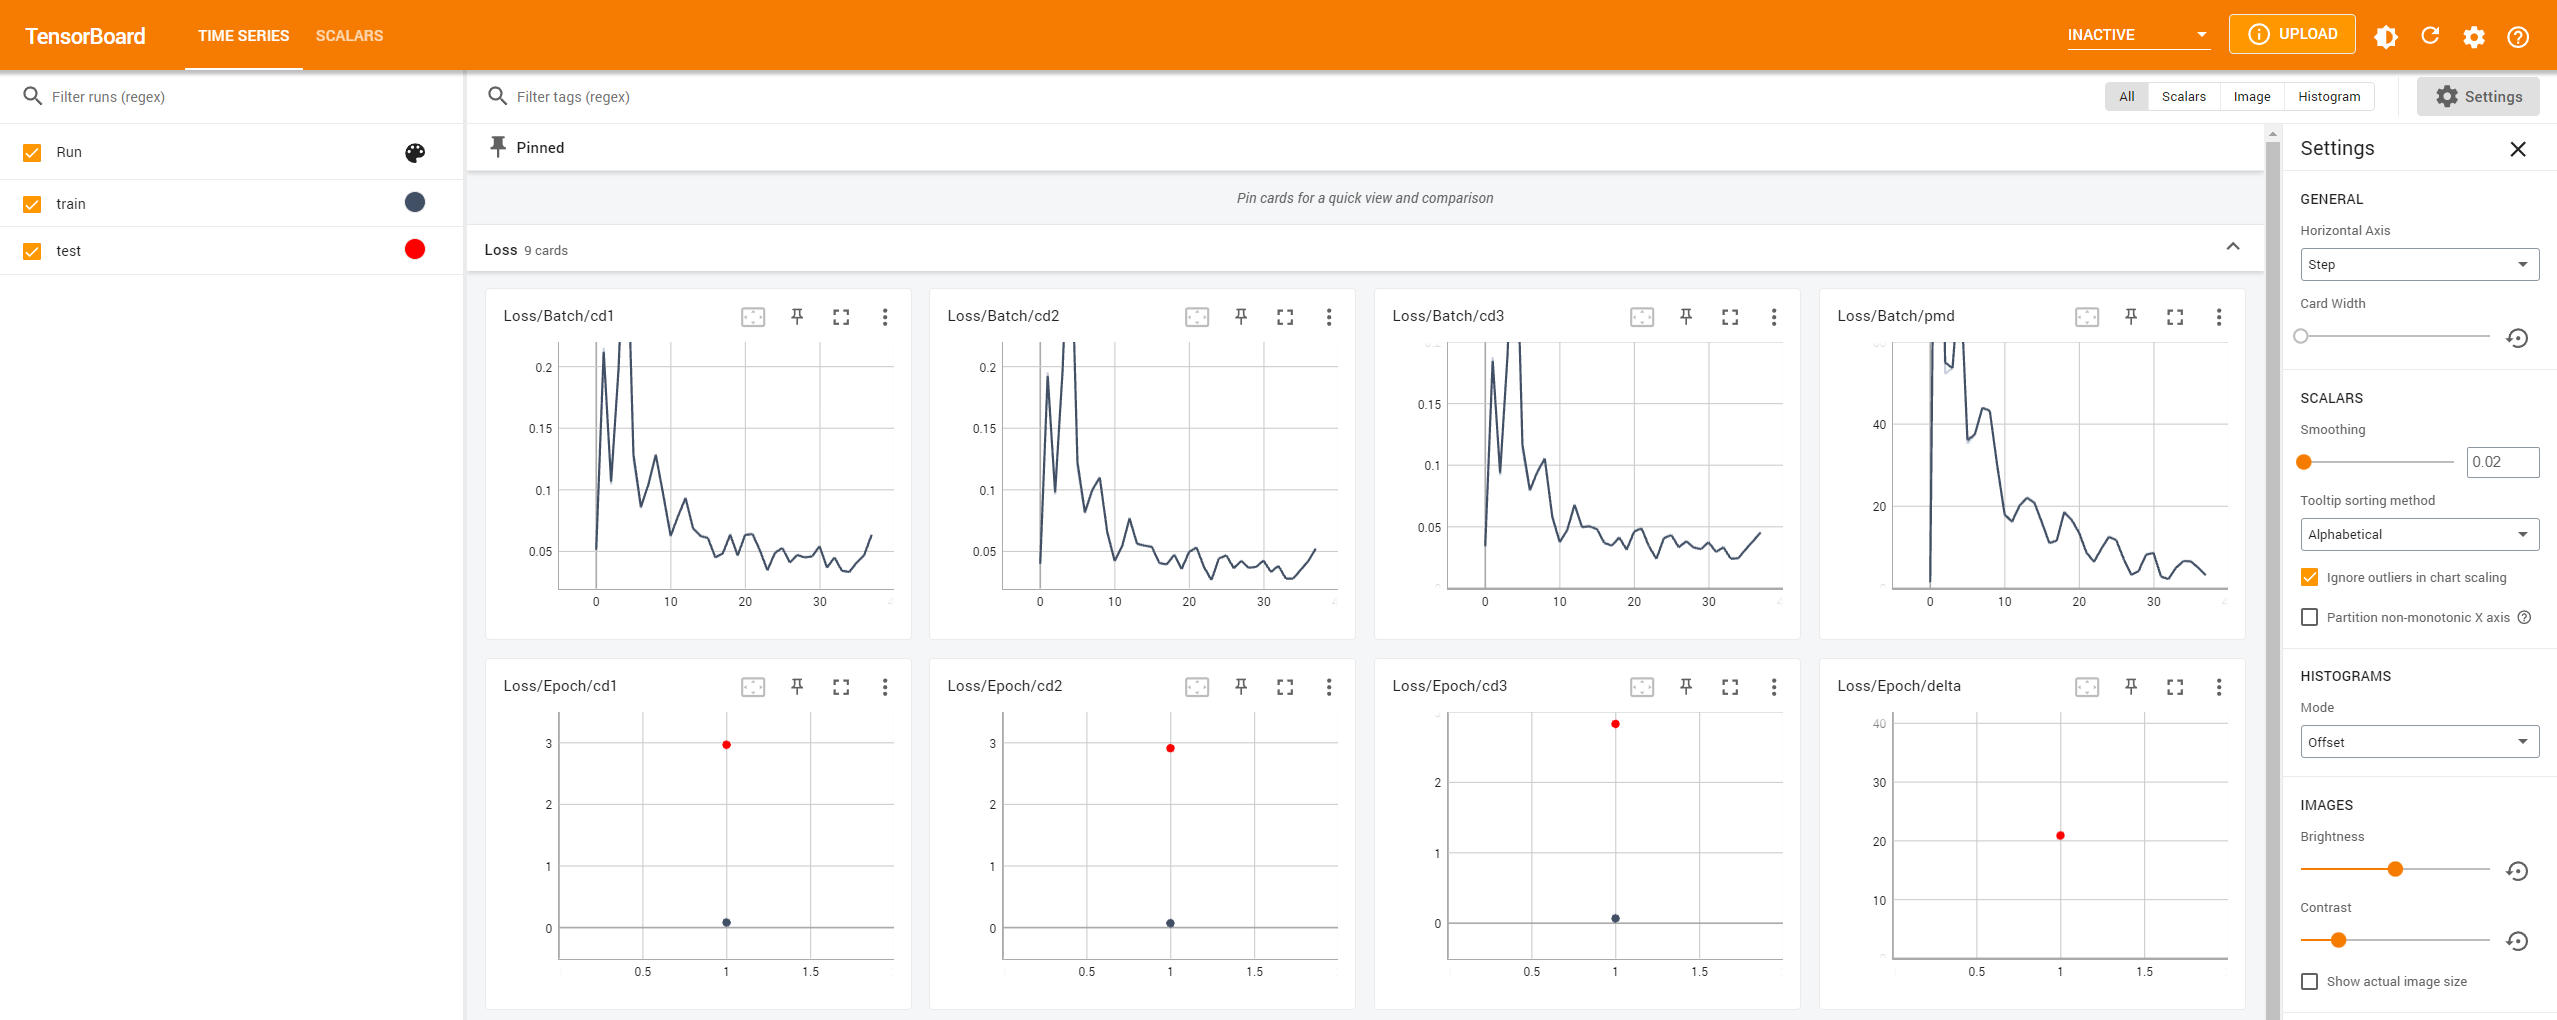 TensorBoard TIME SERIES SCALARS INACTIVE UPLOAD
Filter runs (regex)
Filter tags (regex) All Scalars Image Histogram Settings
Run
train
test
Pinned
Pin cards for a quick view and comparison
Loss 9 cards
Loss/Batch/cd1
0.2
0.15
0.1
0.05
0 10 20 30
Loss/Batch/cd2
0.2
0.15
0.1
0.05
0 10 20 30
Loss/Batch/cd3
0.15
0.1
0.05
0 10 20 30
Loss/Batch/pmd
40
20
0 10 20 30
Loss/Epoch/cd1
3
2
1
0
0.5 1 1.5
Loss/Epoch/cd2
3
2
1
0
0.5 1 1.5
Loss/Epoch/cd3
2
1
0
0.5 1 1.5
Loss/Epoch/delta
40
30
20
10
0.5 1 1.5
Settings
GENERAL
Horizontal Axis
Step
Card Width
SCALARS
Smoothing
0.02
Tooltip sorting method
Alphabetical
Ignore outliers in chart scaling
Partition non-monotonic X axis
HISTOGRAMS
Mode
Offset
IMAGES
Brightness
Contrast
Show actual image size